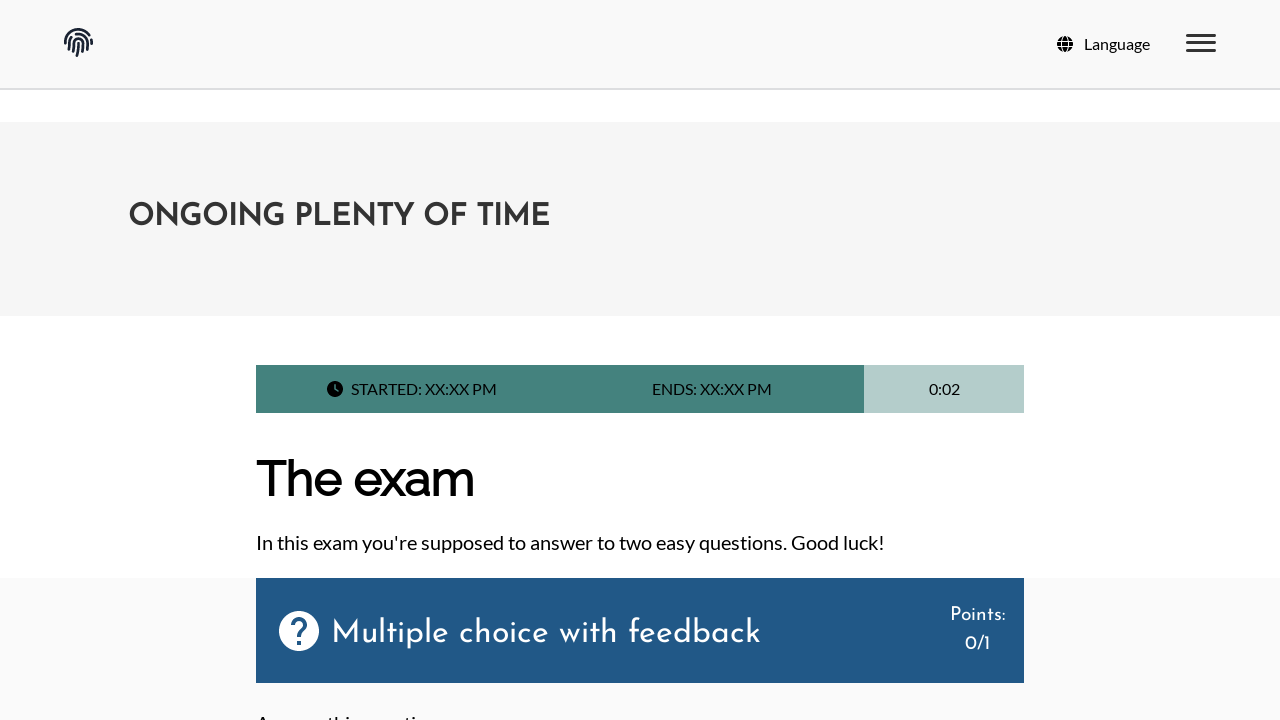 Language
ONGOING PLENTY OF TIME
STARTED: XX:XX PM ENDS: XX:XX PM 0:02
The exam
In this exam you're supposed to answer to two easy questions. Good luck!
Multiple choice with feedback
Points:
0/1